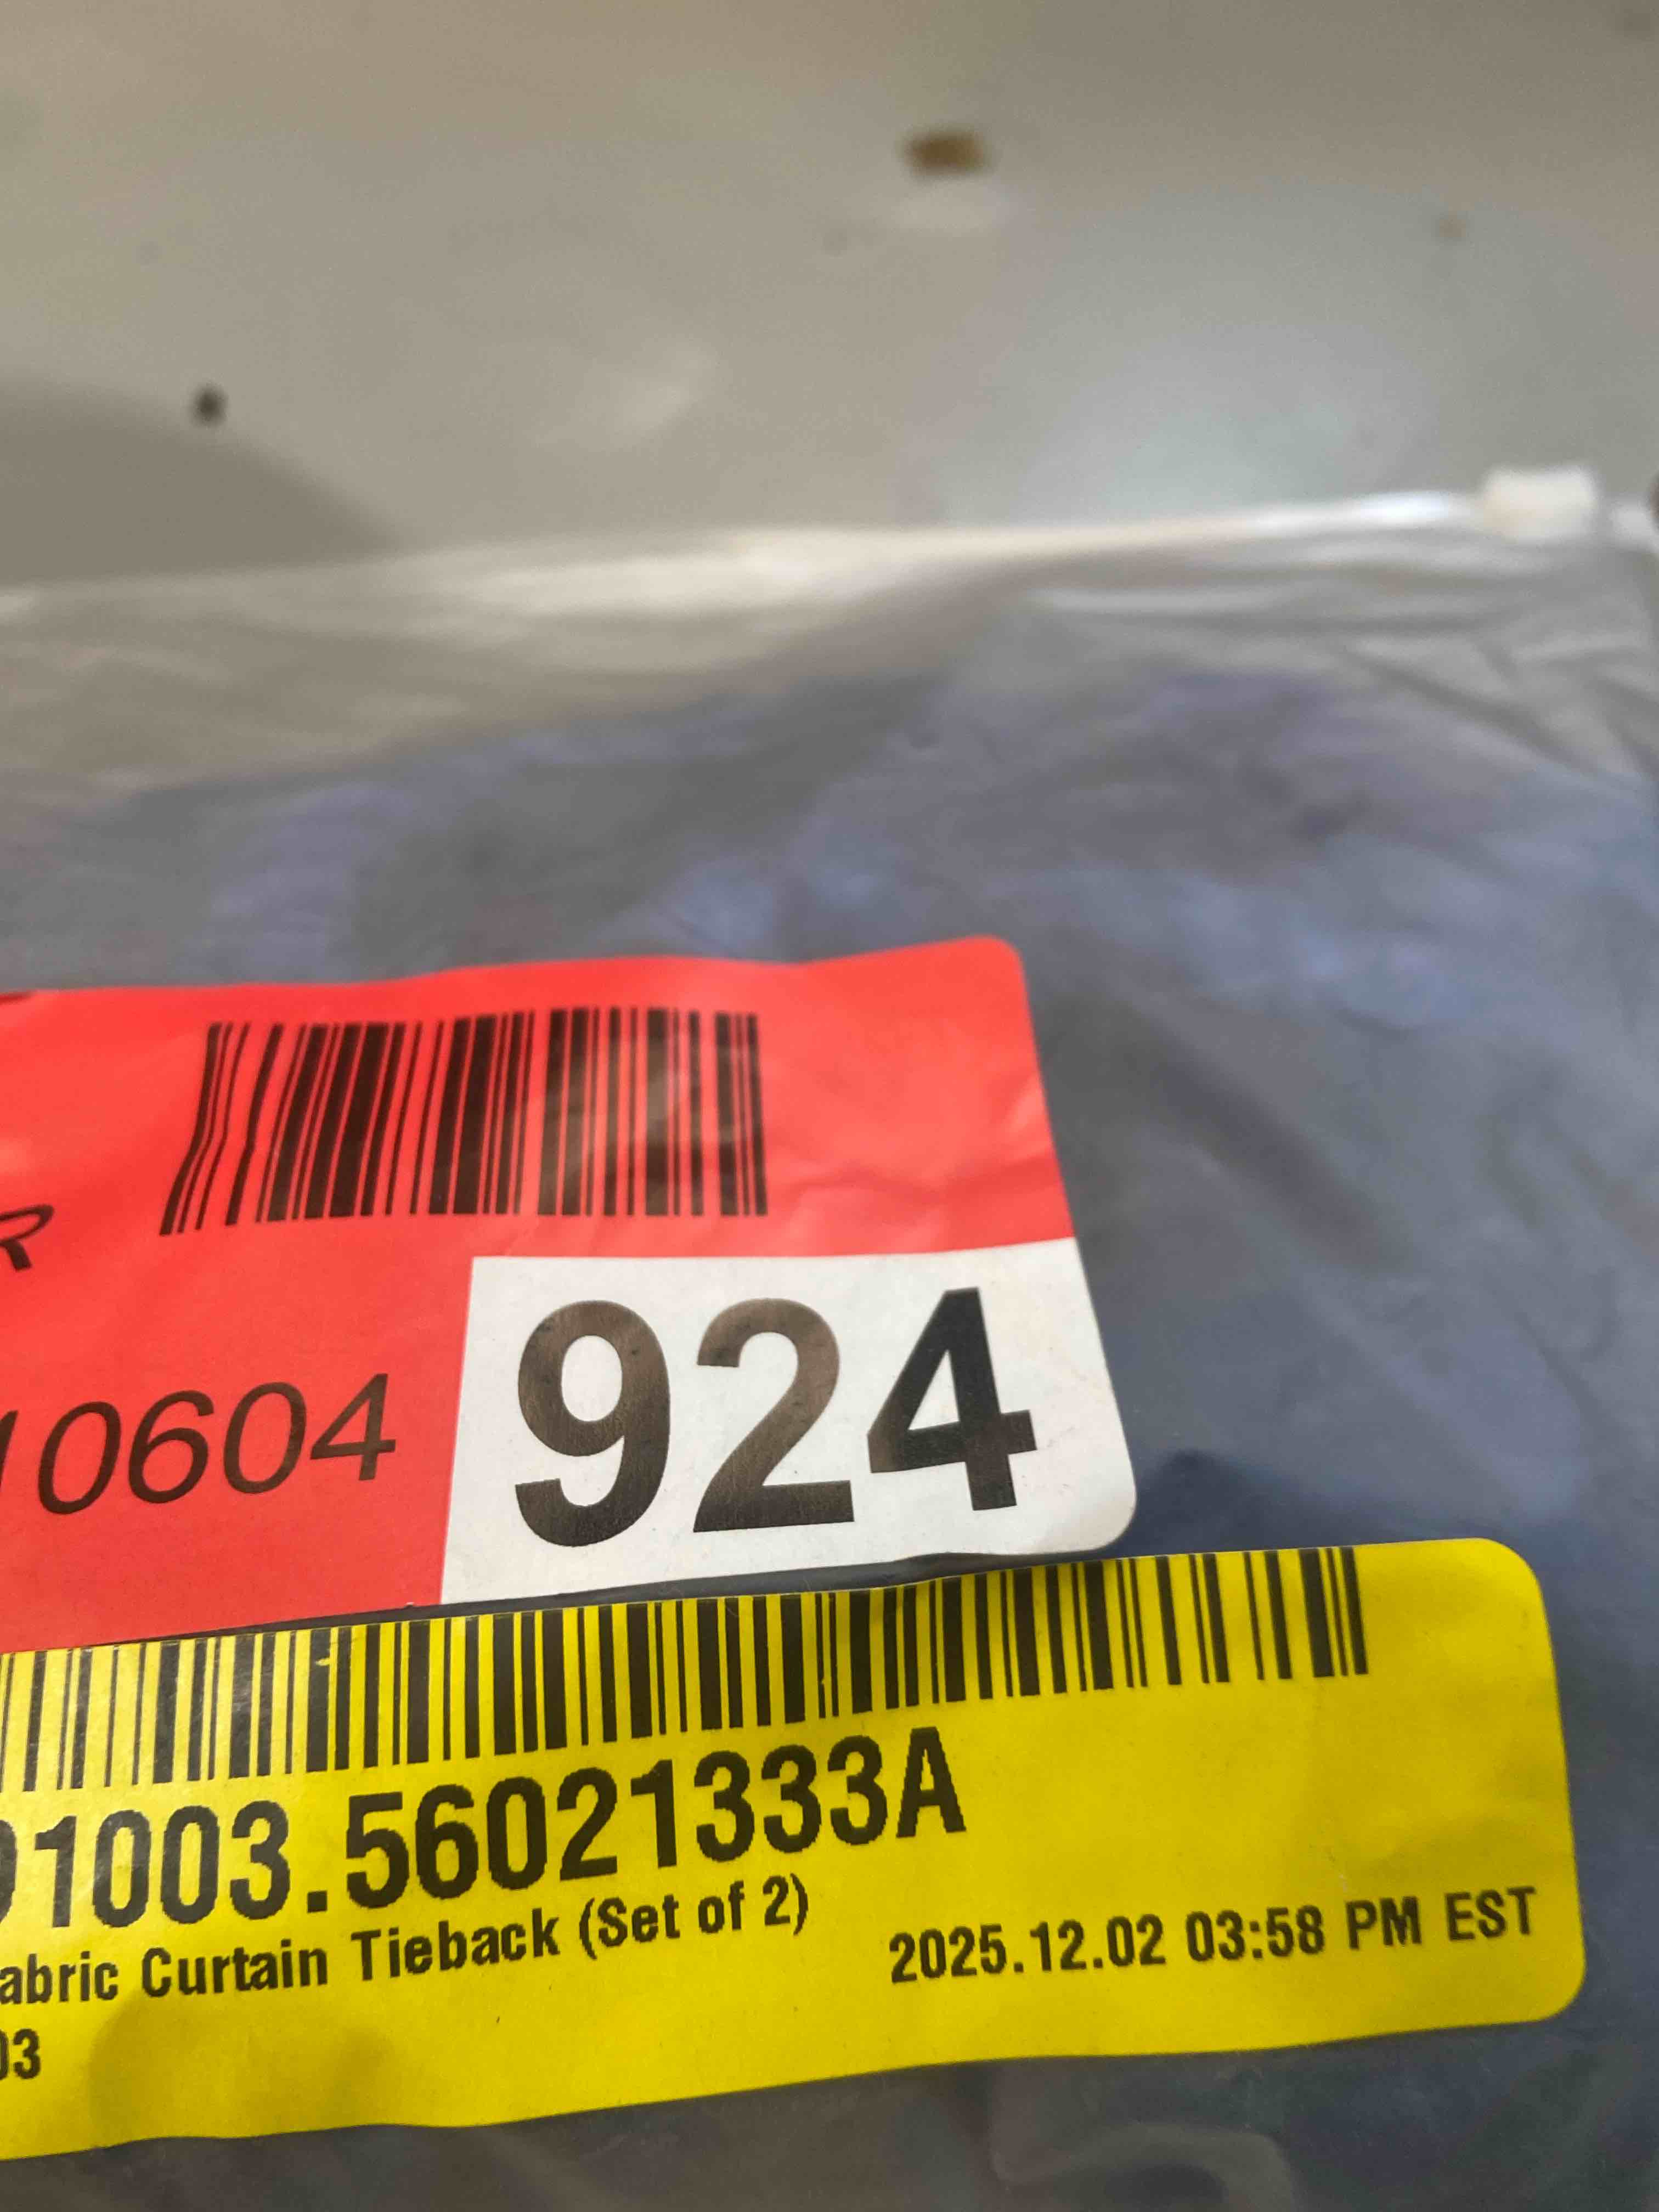 R
10604
924
01003.56021333A
abric Curtain Tieback (Set of 2)
2025.12.02 03:58 PM EST
03